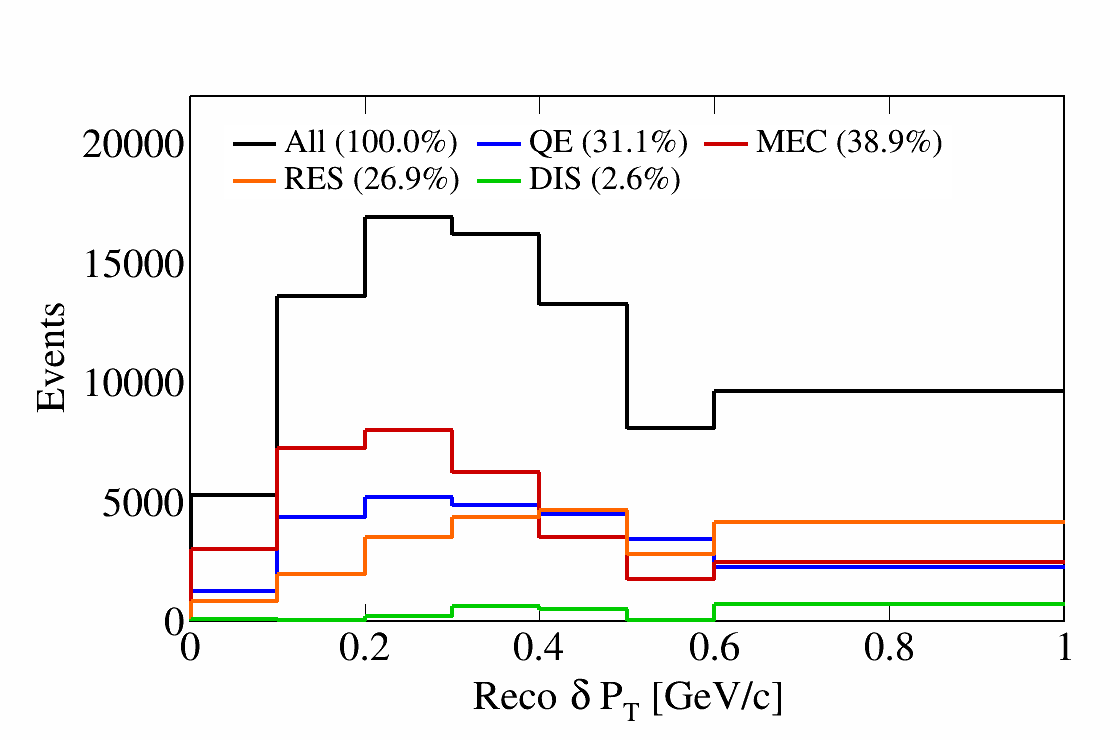 All (100.0%) QE (31.1%) MEC (38.9%)
RES (26.9%) DIS (2.6%)
20000
15000
10000
5000
0
Events
0 0.2 0.4 0.6 0.8 1
Reco δ P_T [GeV/c]